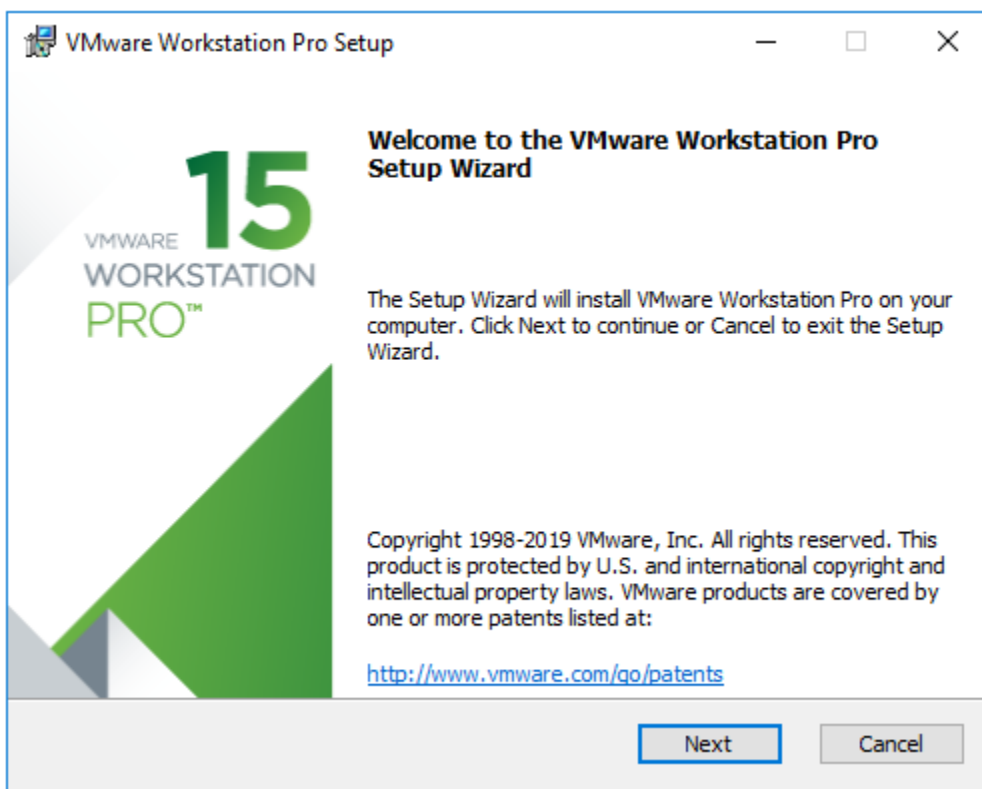 VMware Workstation Pro Setup
15
VMWARE
WORKSTATION
PRO™
Welcome to the VMware Workstation Pro
Setup Wizard
The Setup Wizard will install VMware Workstation Pro on your
computer. Click Next to continue or Cancel to exit the Setup
Wizard.
Copyright 1998-2019 VMware, Inc. All rights reserved. This
product is protected by U.S. and international copyright and
intellectual property laws. VMware products are covered by
one or more patents listed at:
http://www.vmware.com/go/patents
Next
Cancel